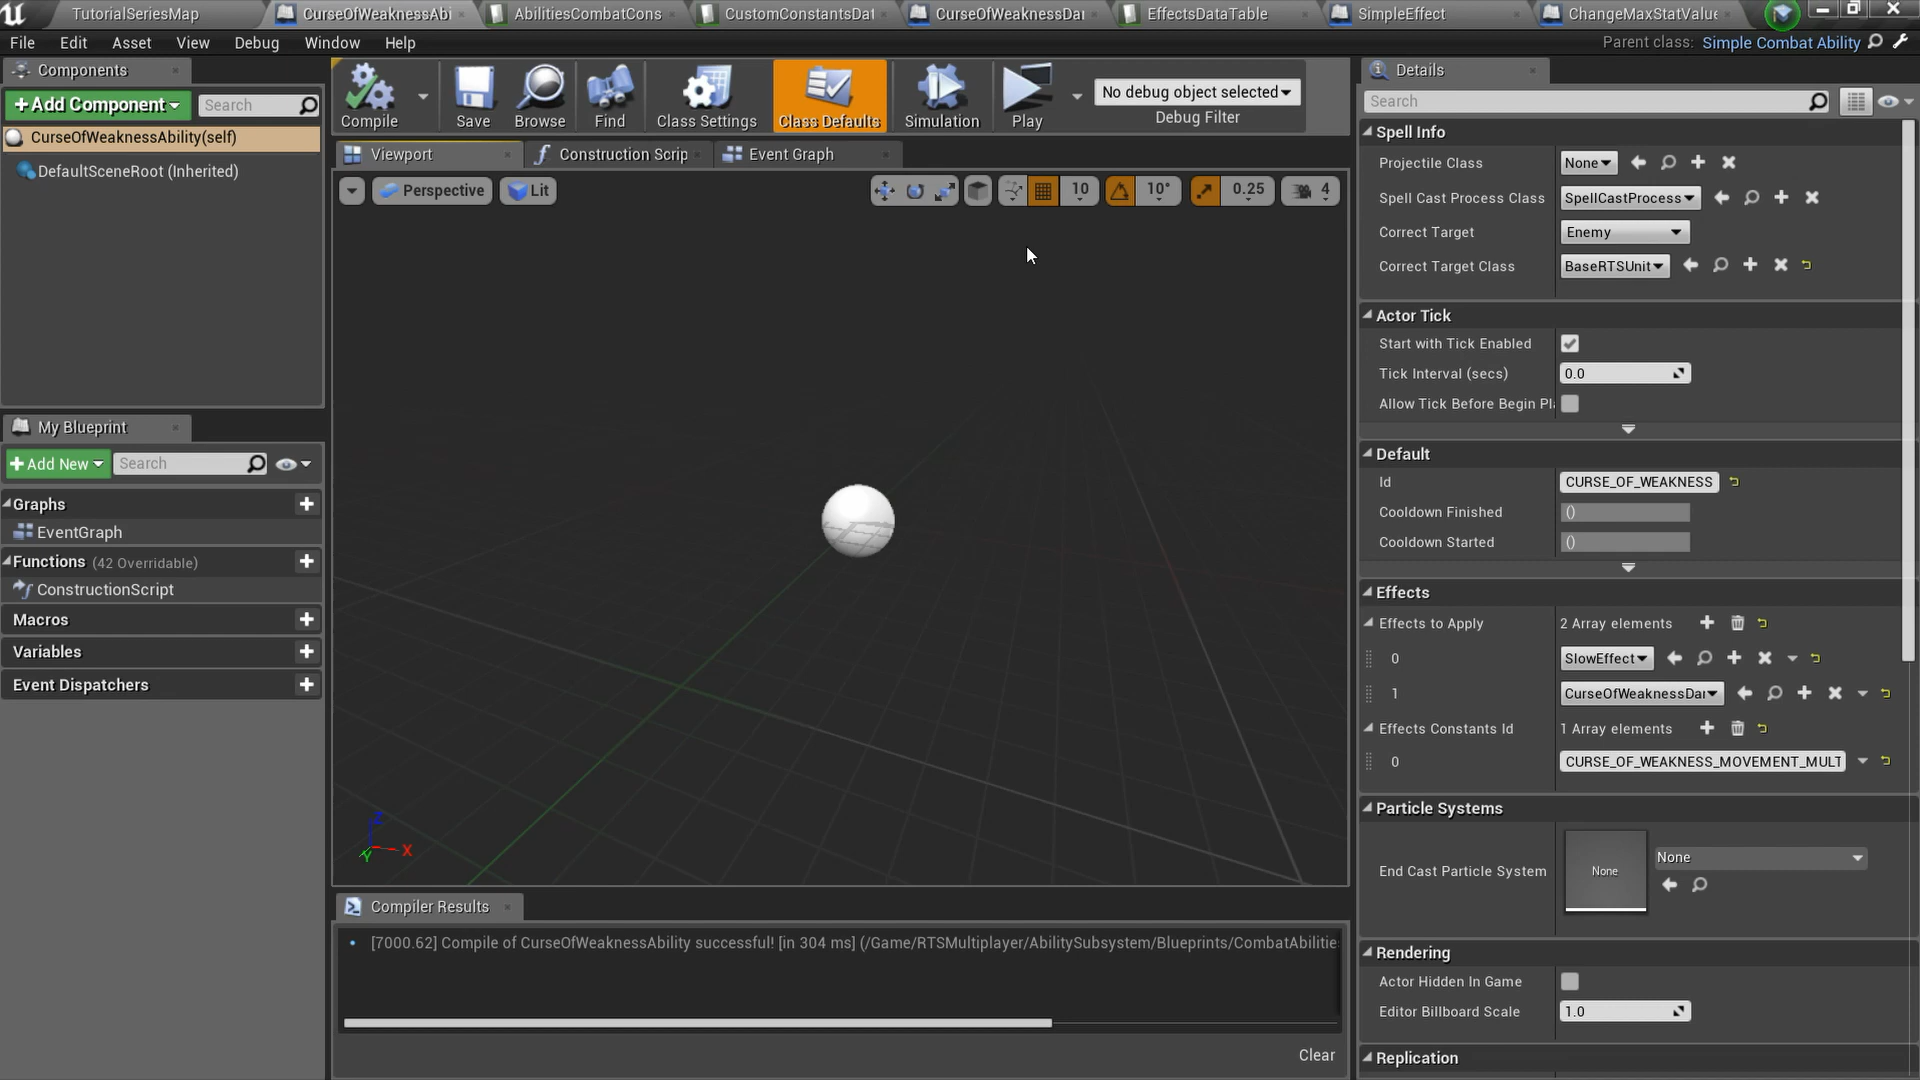 TutorialSeriesMap
CurseOfWeaknessAbi
AbilitiesCombatCons
CustomConstantsDat
CurseOfWeaknessDar
EffectsDataTable
SimpleEffect
ChangeMaxStatValue
File Edit Asset View Debug Window Help
Parent class: Simple Combat Ability
Components
+Add Component
Search
CurseOfWeaknessAbility(self)
DefaultSceneRoot (Inherited)
My Blueprint
+Add New
Search
Graphs
EventGraph
Functions (42 Overridable)
ConstructionScript
Macros
Variables
Event Dispatchers
Compile
Save
Browse
Find
Class Settings
Class Defaults
Simulation
Play
No debug object selected
Debug Filter
Viewport
Construction Scrip
Event Graph
Perspective
Lit
10
10°
0.25
4
Z
X
Y
Compiler Results
[7000.62] Compile of CurseOfWeaknessAbility successful! [in 304 ms] (/Game/RTSMultiplayer/AbilitySubsystem/Blueprints/CombatAbilitie
Clear
Details
Search
Spell Info
Projectile Class None
Spell Cast Process Class SpellCastProcess
Correct Target Enemy
Correct Target Class BaseRTSUnit
Actor Tick
Start with Tick Enabled
Tick Interval (secs) 0.0
Allow Tick Before Begin Pl
Default
Id CURSE_OF_WEAKNESS
Cooldown Finished ()
Cooldown Started ()
Effects
Effects to Apply 2 Array elements
0 SlowEffect
1 CurseOfWeaknessDar
Effects Constants Id 1 Array elements
0 CURSE_OF_WEAKNESS_MOVEMENT_MULT
Particle Systems
End Cast Particle System None None
Rendering
Actor Hidden In Game
Editor Billboard Scale 1.0
Replication